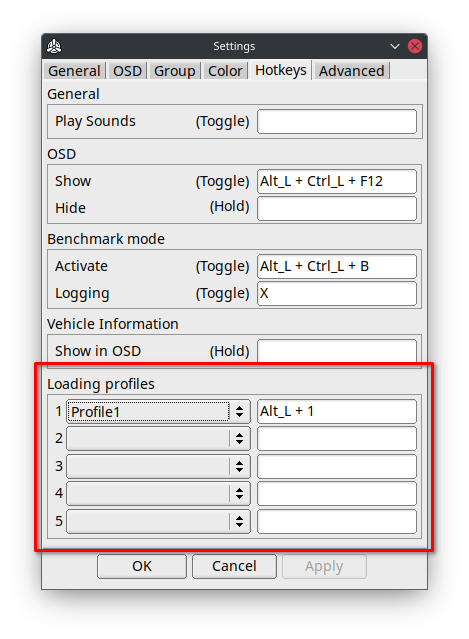 Settings
General OSD Group Color Hotkeys Advanced
General
Play Sounds (Toggle)
OSD
Show (Toggle) Alt_L + Ctrl_L + F12
Hide (Hold)
Benchmark mode
Activate (Toggle) Alt_L + Ctrl_L + B
Logging (Toggle) X
Vehicle Information
Show in OSD (Hold)
Loading profiles
1 Profile1 Alt_L + 1
2
3
4
5
OK Cancel Apply